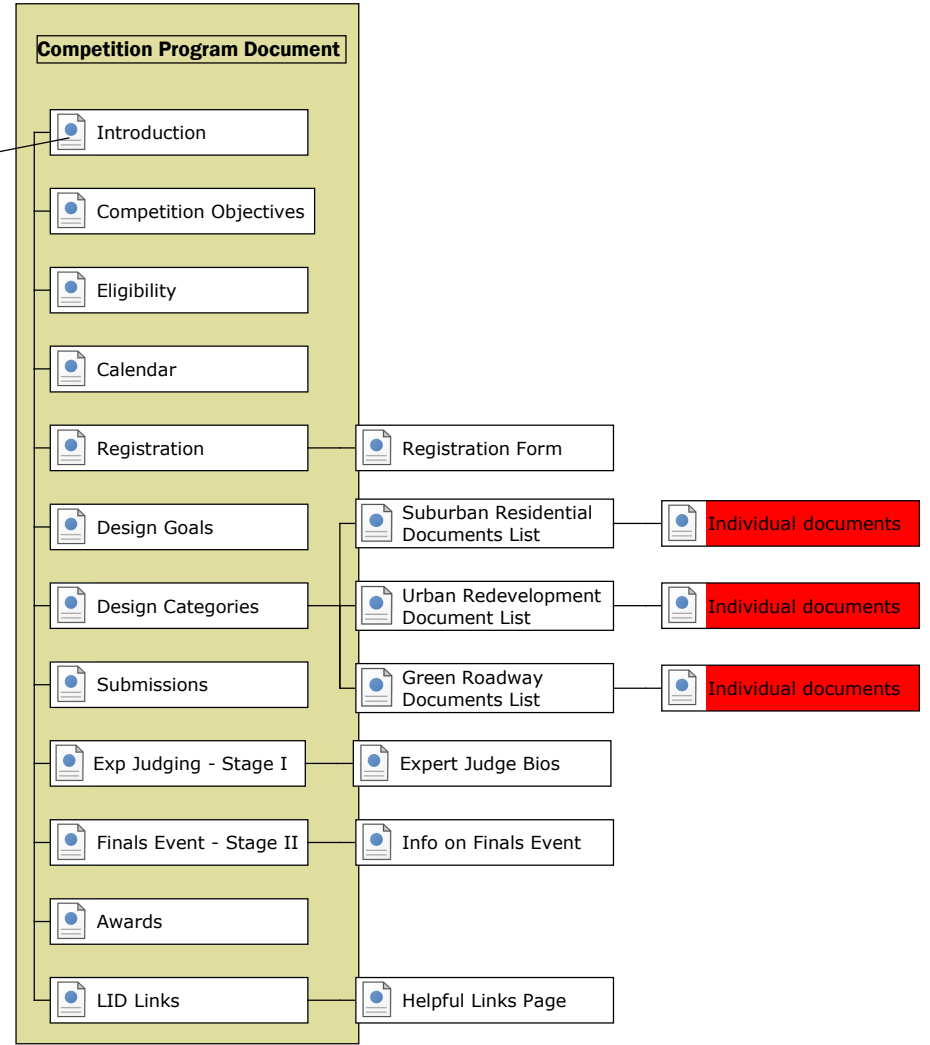 Competition Program Document
Introduction
Competition Objectives
Eligibility
Calendar
Registration
Registration Form
Design Goals
Suburban Residential
Documents List
Individual documents
Design Categories
Urban Redevelopment
Document List
Individual documents
Submissions
Green Roadway
Documents List
Individual documents
Exp Judging - Stage I
Expert Judge Bios
Finals Event - Stage II
Info on Finals Event
Awards
LID Links
Helpful Links Page